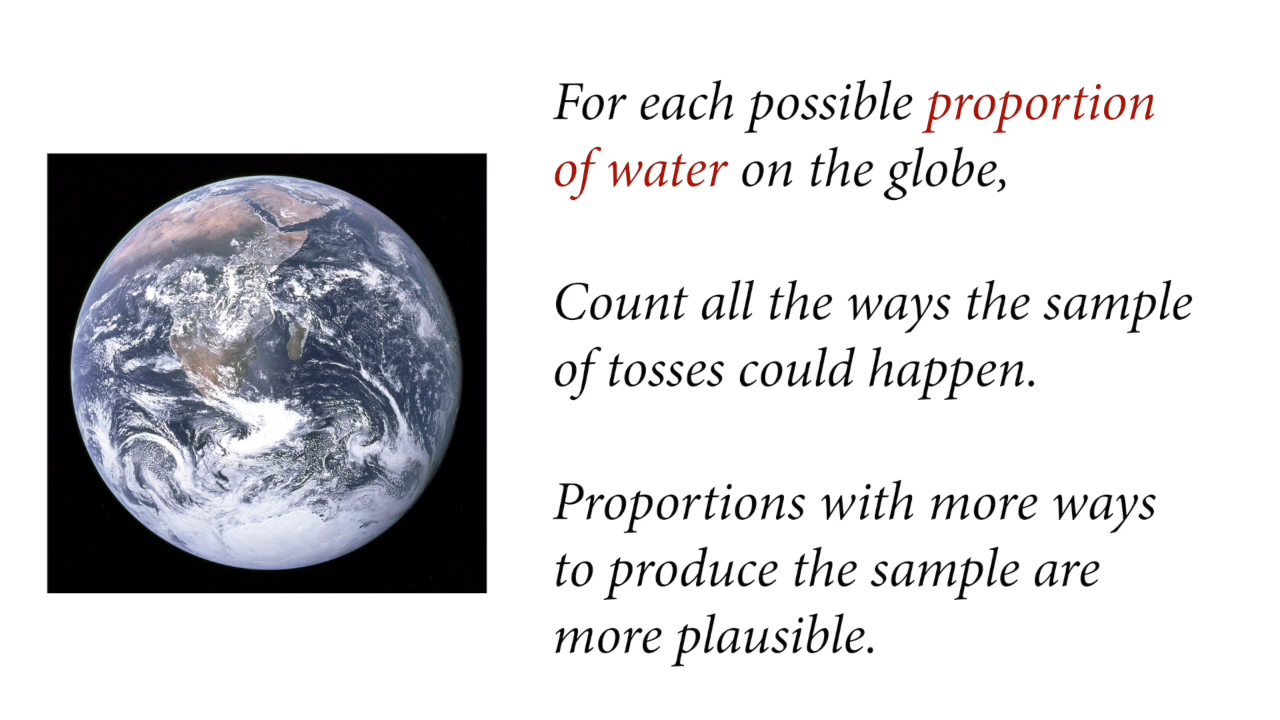 For each possible proportion
of water on the globe,
Count all the ways the sample
of tosses could happen.
Proportions with more ways
to produce the sample are
more plausible.